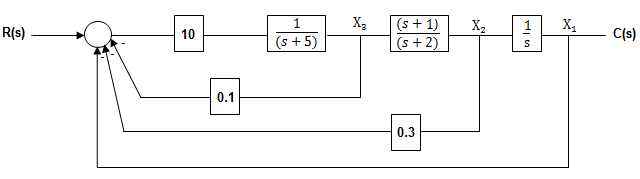 R(s) 10 1/(s + 5) X₃ (s + 1)/(s + 2) X₂ 1/s X₁ C(s)
- - -
0.1
0.3